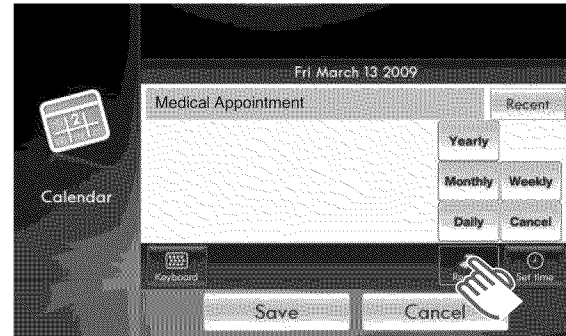 Fri March 13 2009
Medical Appointment
Recent
Yearly
Calendar
Monthly
Weekly
Daily
Cancel
Keyboard
Set time
Save
Cancel